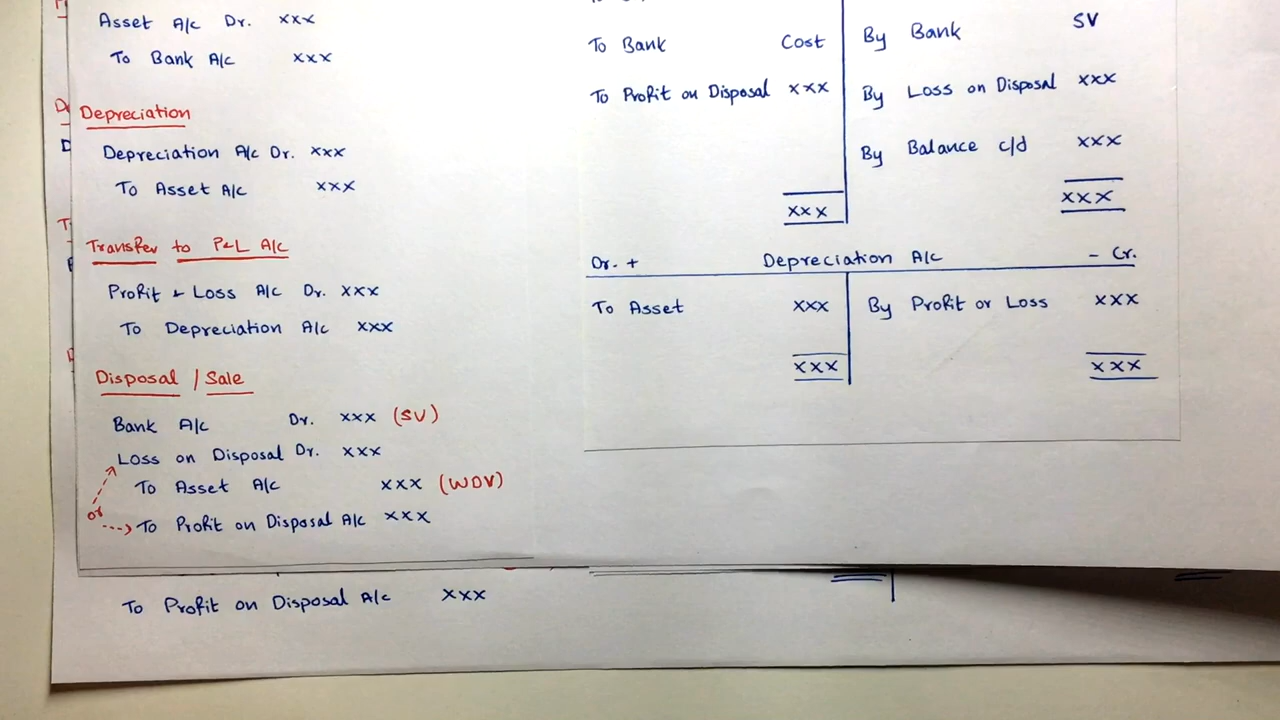 Asset A/c Dr. xxx
To Bank A/c xxx
Depreciation
Depreciation A/c Dr. xxx
To Asset A/c xxx
Transfer to P&L A/c
Profit & Loss A/c Dr. xxx
To Depreciation A/c xxx
Disposal / Sale
Bank A/c Dr. xxx (SV)
Loss on Disposal Dr. xxx
To Asset A/c xxx (WDV)
or
To Profit on Disposal A/c xxx
To Profit on Disposal A/c xxx
To Bank Cost
To Profit on Disposal xxx
xxx
By Bank SV
By Loss on Disposal xxx
By Balance c/d xxx
xxx
Dr. + Depreciation A/c - Cr.
To Asset xxx By Profit or Loss xxx
xxx xxx